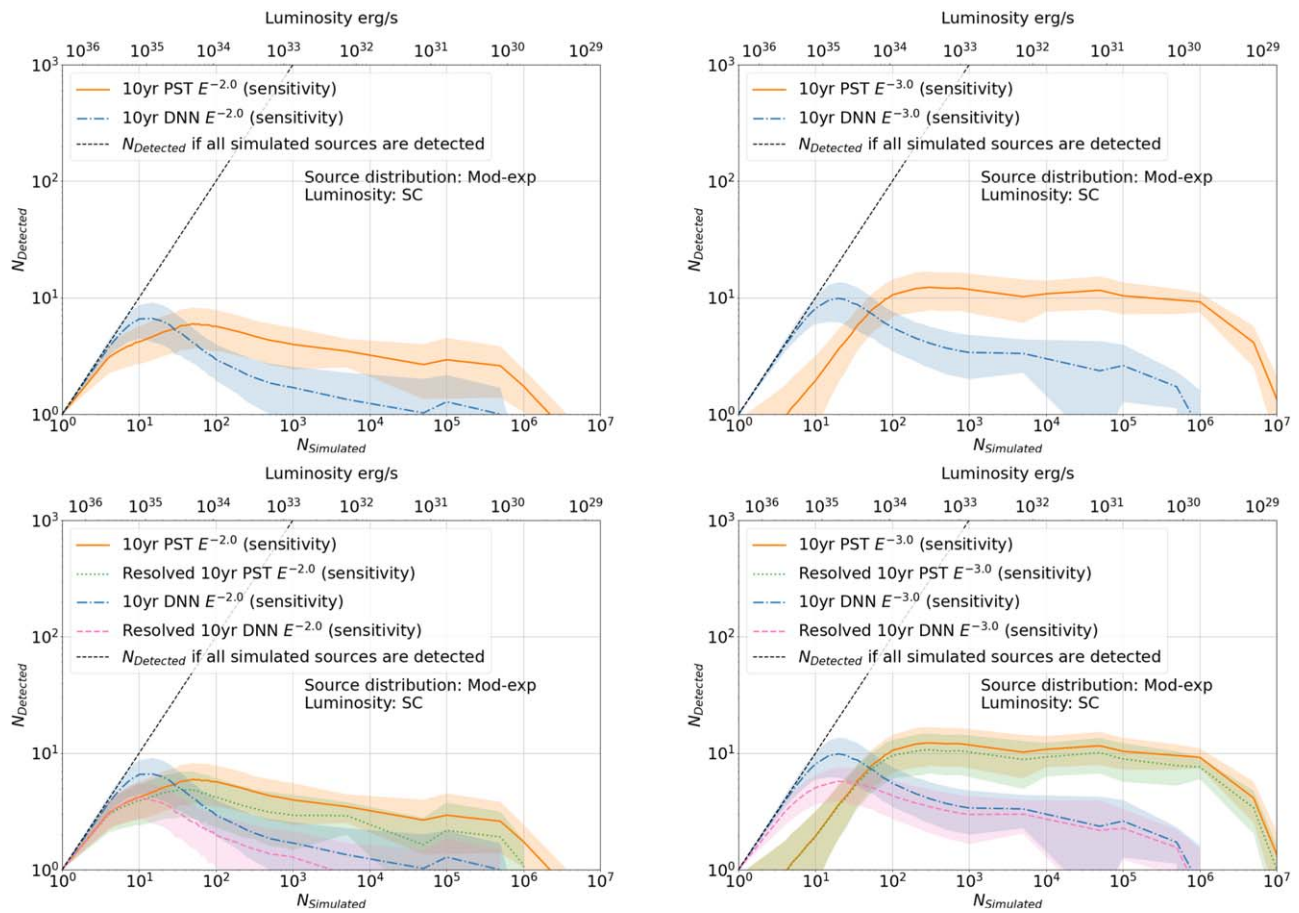 Luminosity erg/s
10^36 10^35 10^34 10^33 10^32 10^31 10^30 10^29
10^3
10yr PST E^−2.0 (sensitivity)
10yr DNN E^−2.0 (sensitivity)
N_Detected if all simulated sources are detected
Source distribution: Mod-exp
Luminosity: SC
10^2
N_Detected
10^1
10^0
10^0 10^1 10^2 10^3 10^4 10^5 10^6 10^7
N_Simulated
Luminosity erg/s
10^36 10^35 10^34 10^33 10^32 10^31 10^30 10^29
10^3
10yr PST E^−3.0 (sensitivity)
10yr DNN E^−3.0 (sensitivity)
N_Detected if all simulated sources are detected
Source distribution: Mod-exp
Luminosity: SC
10^2
N_Detected
10^1
10^0
10^0 10^1 10^2 10^3 10^4 10^5 10^6 10^7
N_Simulated
Luminosity erg/s
10^36 10^35 10^34 10^33 10^32 10^31 10^30 10^29
10^3
10yr PST E^−2.0 (sensitivity)
Resolved 10yr PST E^−2.0 (sensitivity)
10yr DNN E^−2.0 (sensitivity)
Resolved 10yr DNN E^−2.0 (sensitivity)
N_Detected if all simulated sources are detected
Source distribution: Mod-exp
Luminosity: SC
10^2
N_Detected
10^1
10^0
10^0 10^1 10^2 10^3 10^4 10^5 10^6 10^7
N_Simulated
Luminosity erg/s
10^36 10^35 10^34 10^33 10^32 10^31 10^30 10^29
10^3
10yr PST E^−3.0 (sensitivity)
Resolved 10yr PST E^−3.0 (sensitivity)
10yr DNN E^−3.0 (sensitivity)
Resolved 10yr DNN E^−3.0 (sensitivity)
N_Detected if all simulated sources are detected
Source distribution: Mod-exp
Luminosity: SC
10^2
N_Detected
10^1
10^0
10^0 10^1 10^2 10^3 10^4 10^5 10^6 10^7
N_Simulated